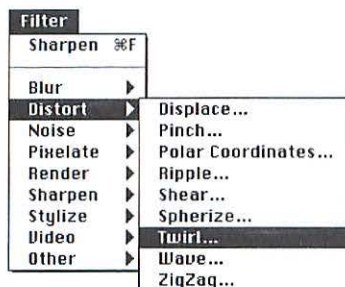 Filter
Sharpen ⌘F
Blur
Distort
Noise
Pixelate
Render
Sharpen
Stylize
Video
Other
Displace...
Pinch...
Polar Coordinates...
Ripple...
Shear...
Spherize...
Twirl...
Wave...
ZigZag...